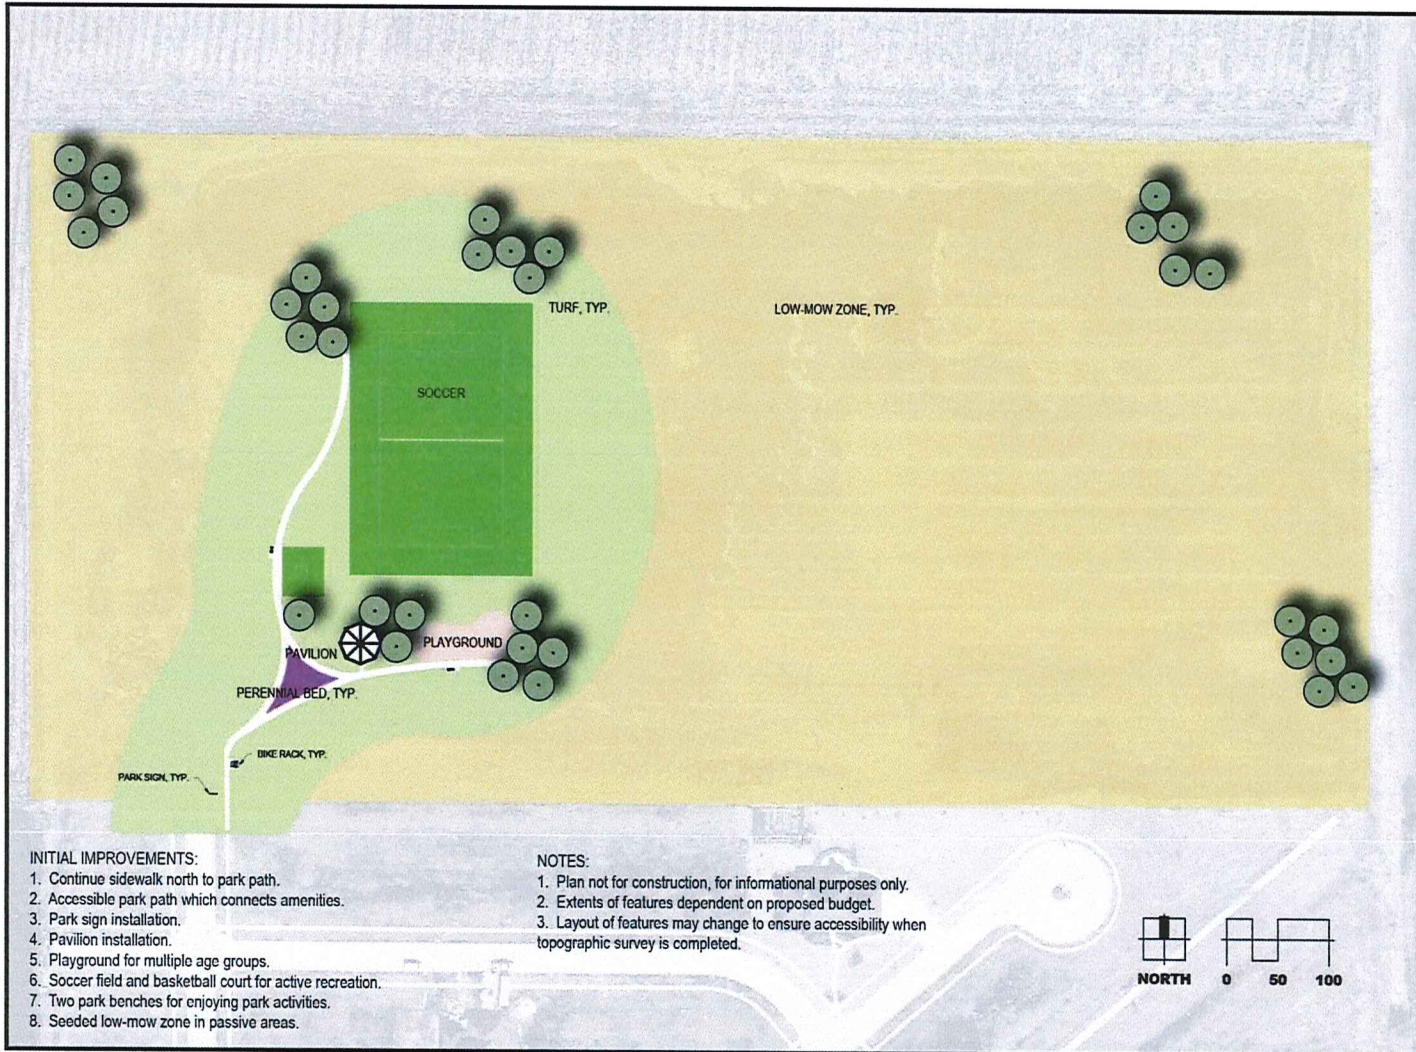 TURF, TYP.
LOW-MOW ZONE, TYP.
SOCCER
PLAYGROUND
PAVILION
PERENNIAL BED, TYP.
BIKE RACK, TYP.
PARK SIGN, TYP.
INITIAL IMPROVEMENTS:
1. Continue sidewalk north to park path.
2. Accessible park path which connects amenities.
3. Park sign installation.
4. Pavilion installation.
5. Playground for multiple age groups.
6. Soccer field and basketball court for active recreation.
7. Two park benches for enjoying park activities.
8. Seeded low-mow zone in passive areas.
NOTES:
1. Plan not for construction, for informational purposes only.
2. Extents of features dependent on proposed budget.
3. Layout of features may change to ensure accessibility when
topographic survey is completed.
NORTH
0 50 100